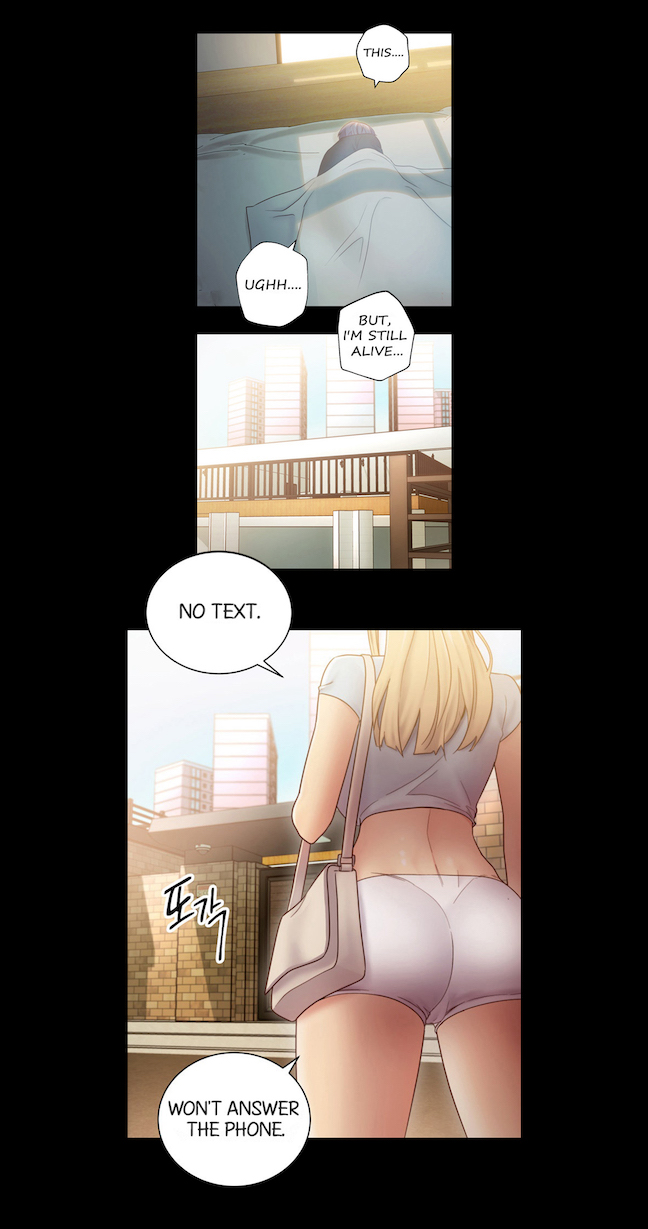 THIS....
UGHH....
BUT,
I'M STILL
ALIVE...
NO TEXT.
또각
WON'T ANSWER
THE PHONE.